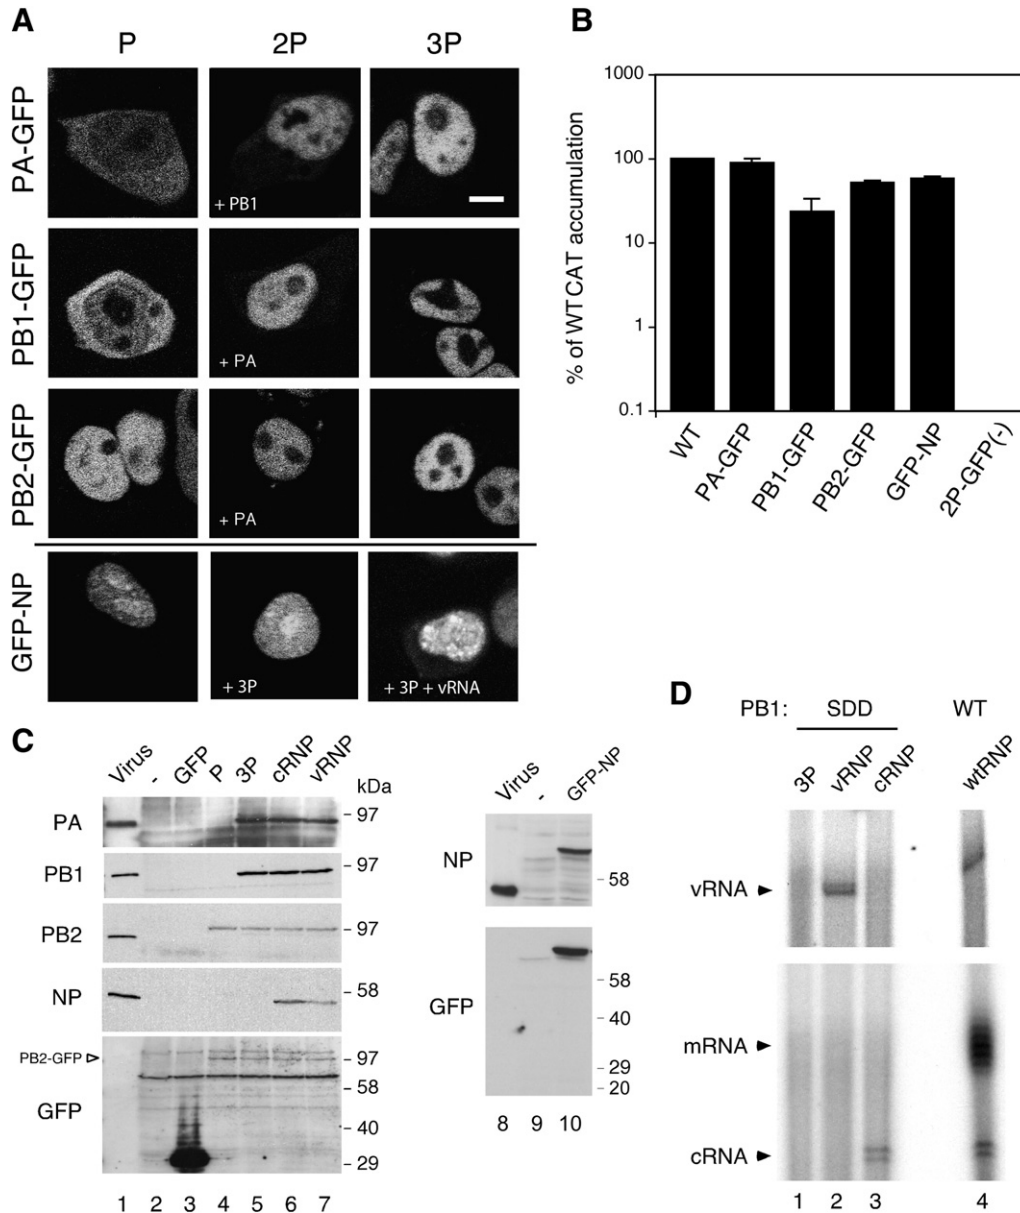 A
P 2P 3P
PA-GFP
+ PB1
PB1-GFP
+ PA
PB2-GFP
+ PA
GFP-NP
+ 3P
+ 3P + vRNA
B
% of WT CAT accumulation
1000
100
10
1
0.1
WT PA-GFP PB1-GFP PB2-GFP GFP-NP 2P-GFP(-)
C
Virus - GFP P 3P cRNP vRNP
kDa
PA - 97
PB1 - 97
PB2 - 97
NP - 58
PB2-GFP - 97
- 58
GFP - 40
- 29
1 2 3 4 5 6 7
Virus - GFP-NP
NP - 58
GFP - 58
- 40
- 29
- 20
8 9 10
D
PB1: SDD WT
3P vRNP cRNP wtRNP
vRNA
mRNA
cRNA
1 2 3 4